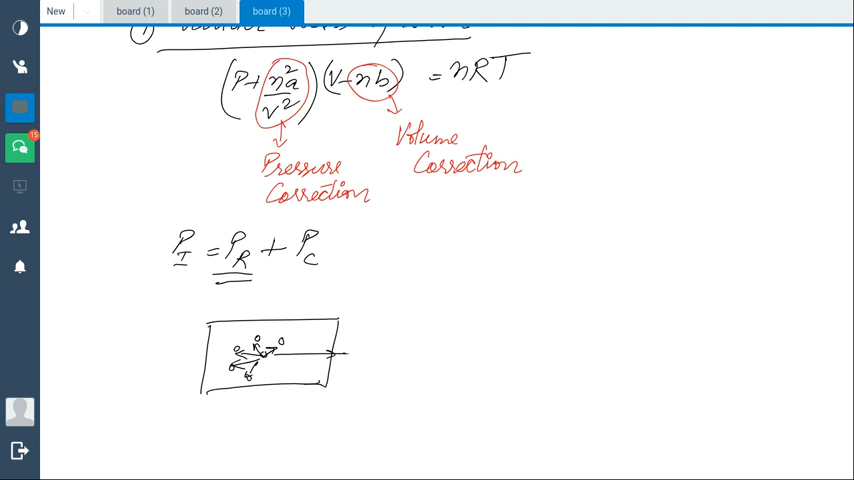 New board (1) board (2) board (3)
(P + n²a/V²) (V - nb) = nRT
Volume
Correction
Pressure
Correction
P_I = P_R + P_C
15